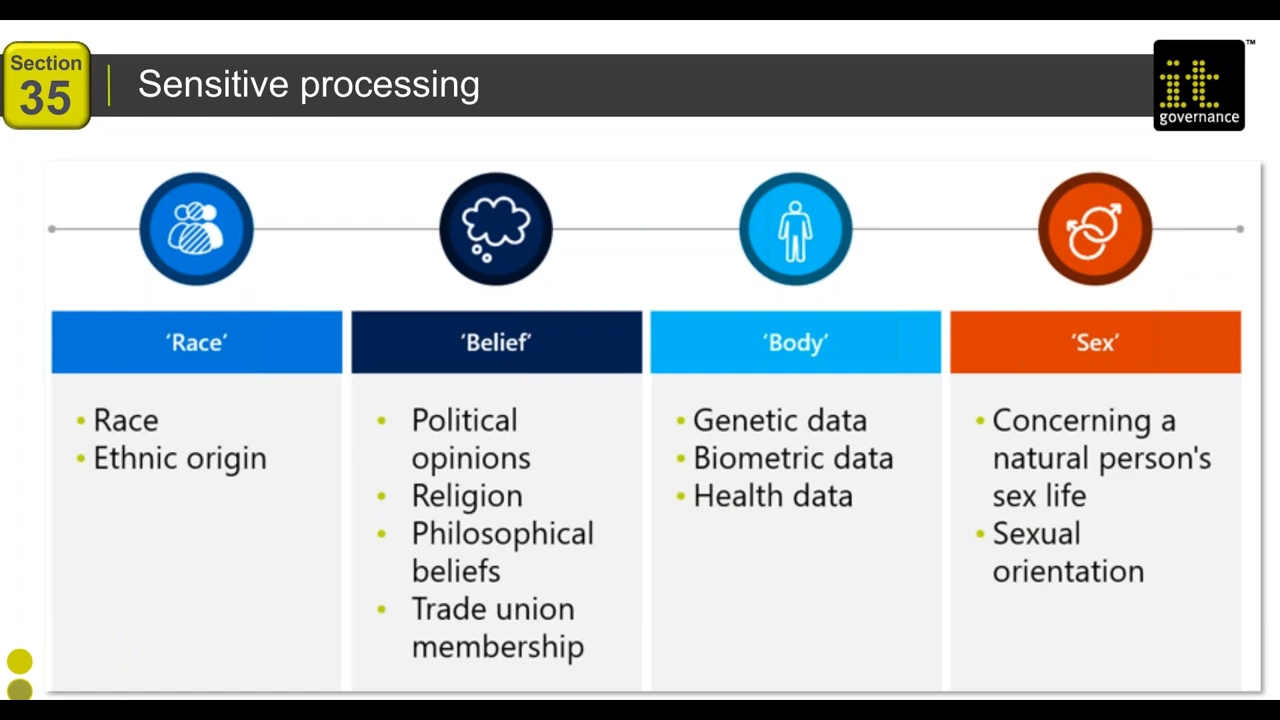 Section
35
Sensitive processing
™
it
governance
‘Race’
• Race
• Ethnic origin
‘Belief’
• Political
opinions
• Religion
• Philosophical
beliefs
• Trade union
membership
‘Body’
• Genetic data
• Biometric data
• Health data
‘Sex’
• Concerning a
natural person's
sex life
• Sexual
orientation